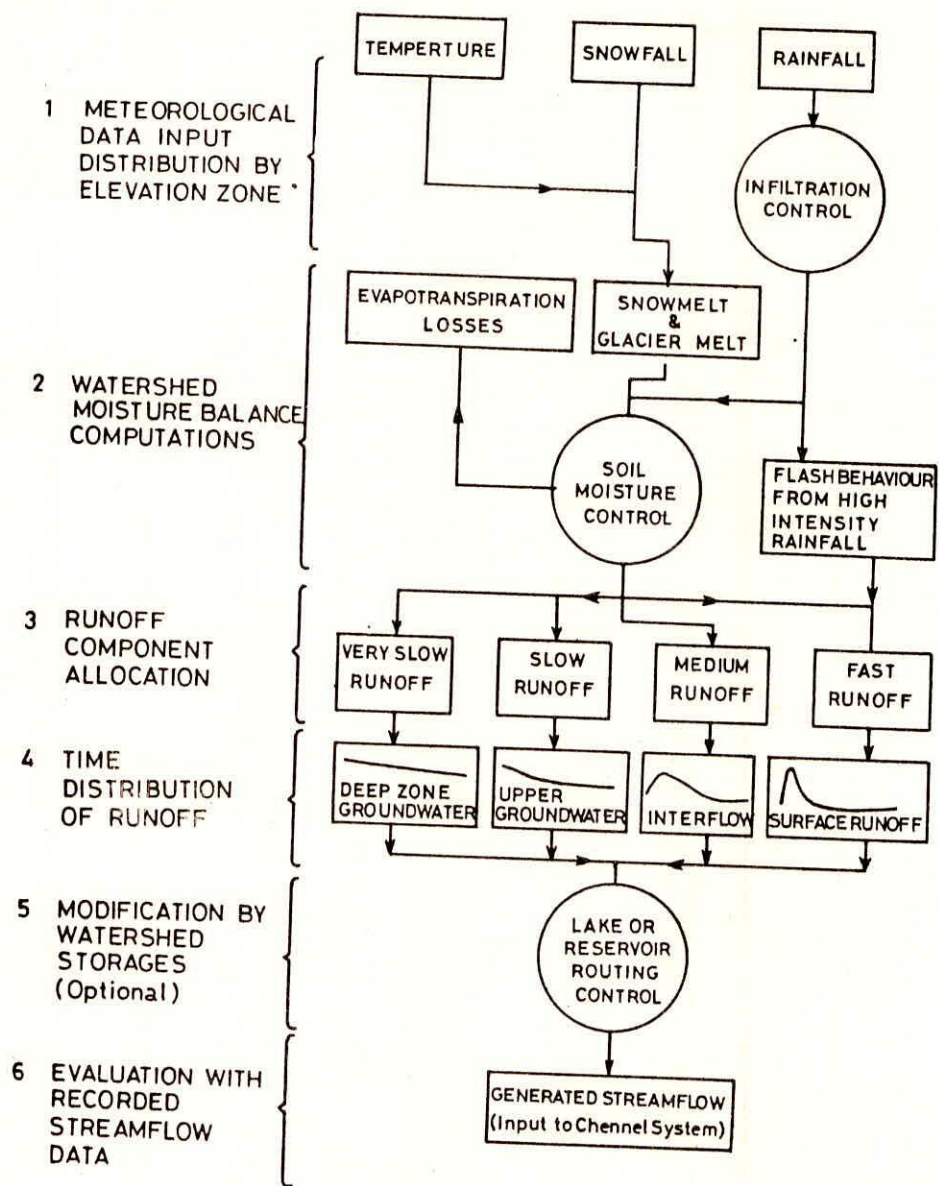 TEMPERTURE
SNOWFALL
RAINFALL
1 METEOROLOGICAL
DATA INPUT
DISTRIBUTION BY
ELEVATION ZONE
INFILTRATION
CONTROL
EVAPOTRANSPIRATION
LOSSES
SNOWMELT
&
GLACIER MELT
2 WATERSHED
MOISTURE BALANCE
COMPUTATIONS
SOIL
MOISTURE
CONTROL
FLASH BEHAVIOUR
FROM HIGH
INTENSITY
RAINFALL
3 RUNOFF
COMPONENT
ALLOCATION
VERY SLOW
RUNOFF
SLOW
RUNOFF
MEDIUM
RUNOFF
FAST
RUNOFF
4 TIME
DISTRIBUTION
OF RUNOFF
DEEP ZONE
GROUNDWATER
UPPER
GROUNDWATER
INTERFLOW
SURFACE RUNOFF
5 MODIFICATION BY
WATERSHED
STORAGES
(Optional)
LAKE OR
RESERVOIR
ROUTING
CONTROL
6 EVALUATION WITH
RECORDED
STREAMFLOW
DATA
GENERATED STREAMFLOW
(Input to Chennel System)